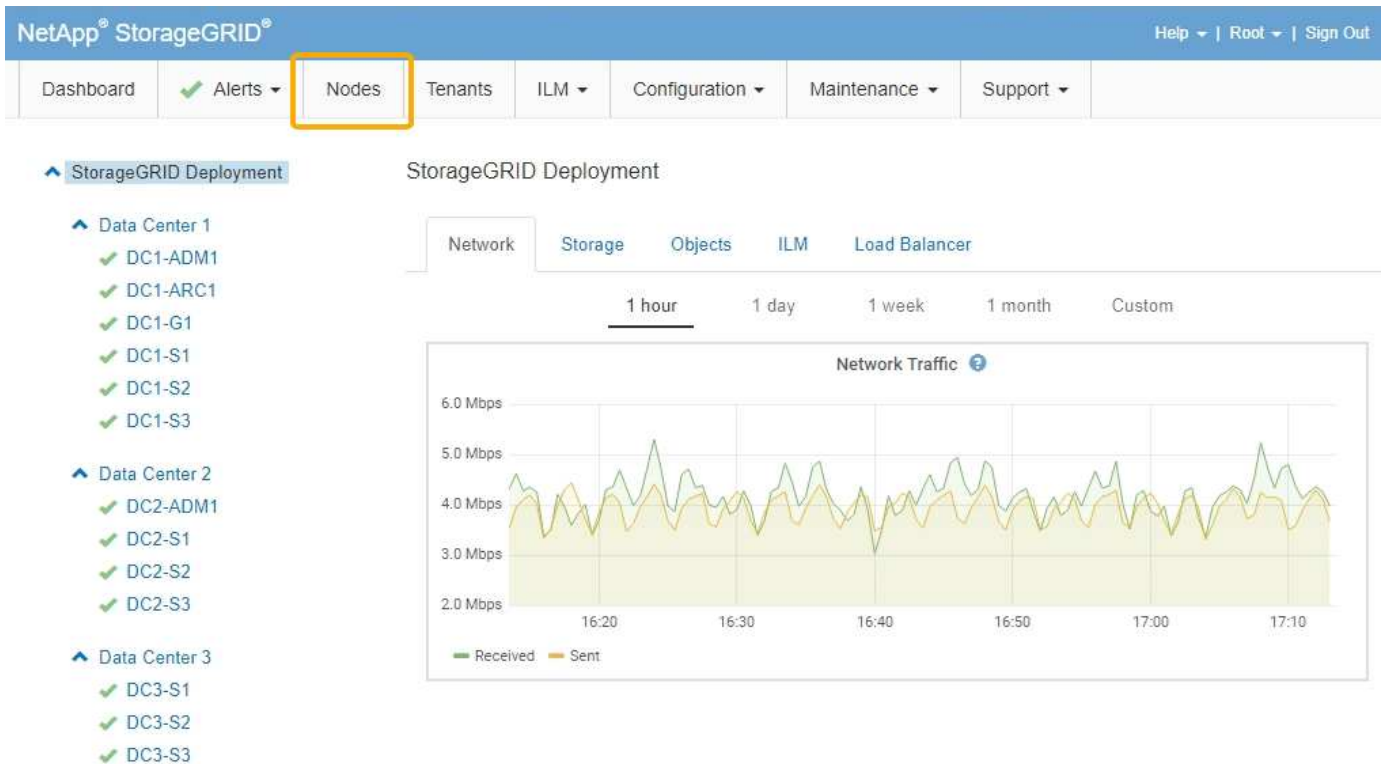 NetApp® StorageGRID®
Help | Root | Sign Out
Dashboard Alerts Nodes Tenants ILM Configuration Maintenance Support
StorageGRID Deployment
Data Center 1
DC1-ADM1
DC1-ARC1
DC1-G1
DC1-S1
DC1-S2
DC1-S3
Data Center 2
DC2-ADM1
DC2-S1
DC2-S2
DC2-S3
Data Center 3
DC3-S1
DC3-S2
DC3-S3
StorageGRID Deployment
Network Storage Objects ILM Load Balancer
1 hour 1 day 1 week 1 month Custom
Network Traffic ?
6.0 Mbps
5.0 Mbps
4.0 Mbps
3.0 Mbps
2.0 Mbps
16:20 16:30 16:40 16:50 17:00 17:10
Received Sent